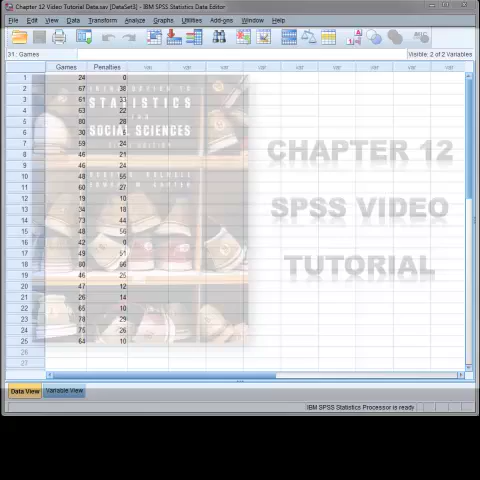 Chapter 12 Video Tutorial Data.sav [DataSet3] - IBM SPSS Statistics Data Editor
File Edit View Data Transform Analyze Graphs Utilities Add-ons Window Help
31 : Games Visible: 2 of 2 Variables
Games Penalties var var var var var var var var var
1 24 0
2 67 38
3 61 33
4 63 22
5 80 28
6 30 6
7 59 24
8 46 21
9 46 24
10 48 56
11 60 27
12 19 10
13 34 18
14 73 44
15 48 56
16 42 0
17 49 51
18 80 66
19 46 25
20 47 12
21 26 14
22 65 10
23 78 29
24 75 26
25 64 10
26
27
INTRODUCTION TO
STATISTICS
SOCIAL SCIENCES
CHAPTER 12
SPSS VIDEO
TUTORIAL
Data View Variable View
IBM SPSS Statistics Processor is ready